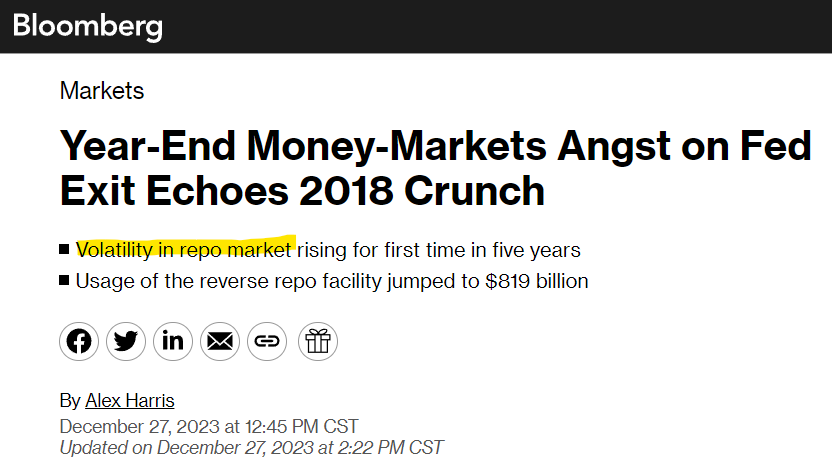 Bloomberg
Markets
Year-End Money-Markets Angst on Fed
Exit Echoes 2018 Crunch
Volatility in repo market rising for first time in five years
Usage of the reverse repo facility jumped to $819 billion
By Alex Harris
December 27, 2023 at 12:45 PM CST
Updated on December 27, 2023 at 2:22 PM CST